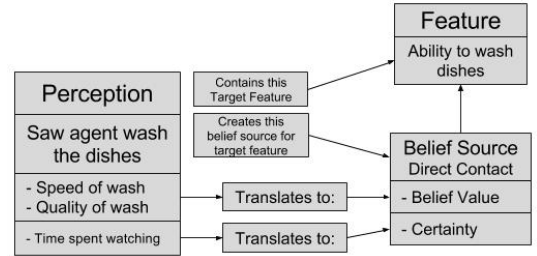 Perception
Saw agent wash
the dishes
- Speed of wash
- Quality of wash
- Time spent watching
Contains this
Target Feature
Creates this
belief source for
target feature
Translates to:
Translates to:
Feature
Ability to wash
dishes
Belief Source
Direct Contact
- Belief Value
- Certainty